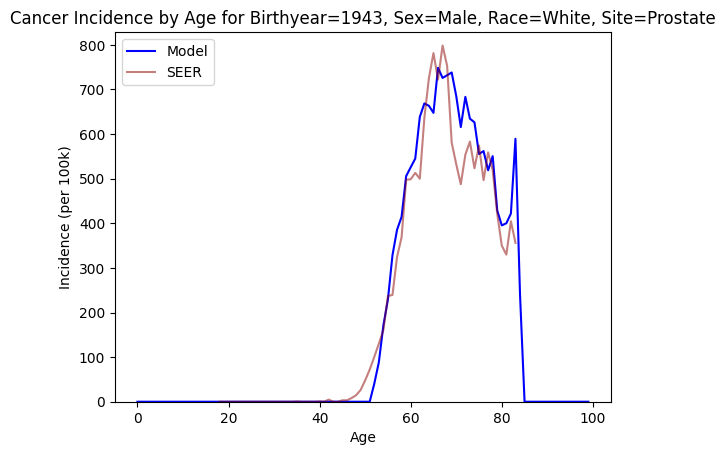 Cancer Incidence by Age for Birthyear=1943, Sex=Male, Race=White, Site=Prostate
Model
SEER
800
700
600
500
400
300
200
100
0
Incidence (per 100k)
0 20 40 60 80 100
Age